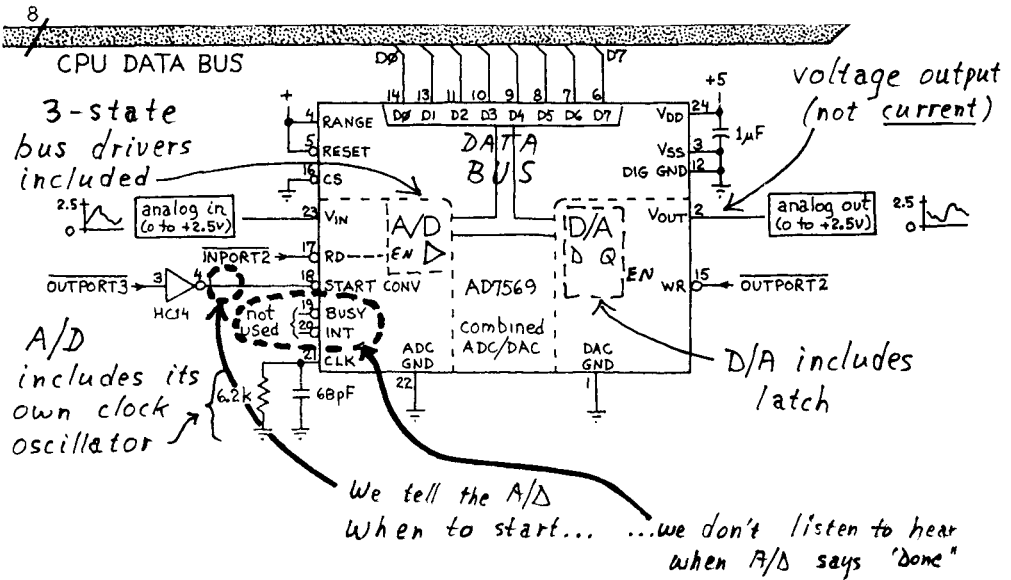 8
CPU DATA BUS
DØ
D7
3-state
bus drivers
included
voltage output
(not current)
+
+5
14 13 11 10 9 8 7 6
DØ D1 D2 D3 D4 D5 D6 D7
DATA
BUS
4 RANGE
5 RESET
16 CS
VDD 24
1µF
VSS 3
DIG GND 12
2.5
0
analog in
(0 to +2.5v)
23 VIN
A/D
EN
D/A
D Q
EN
VOUT 2
analog out
(0 to +2.5v)
2.5
0
INPORT2 17 RD
OUTPORT3 3 4 18 START CONV
HC14
AD7569
WR 15 OUTPORT2
not
used
19 BUSY
20 INT
21 CLK
combined
ADC/DAC
ADC
GND
22
DAC
GND
1
6.2k
68pF
A/D
includes its
own clock
oscillator
D/A includes
latch
We tell the A/D
when to start...
...we don't listen to hear
when A/D says "Done"